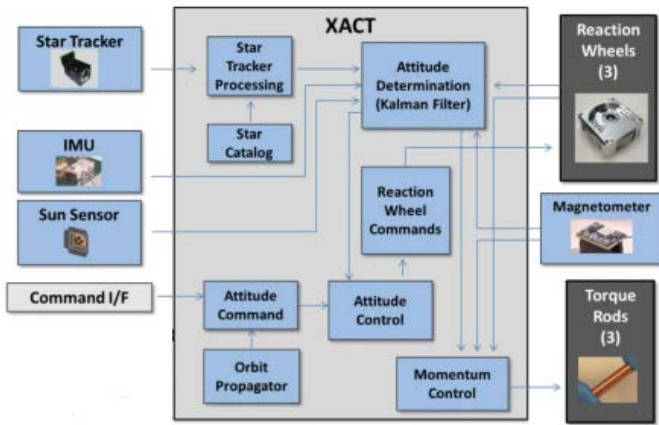 XACT
Star Tracker
IMU
Sun Sensor
Command I/F
Star
Tracker
Processing
Star
Catalog
Attitude
Determination
(Kalman Filter)
Reaction
Wheel
Commands
Attitude
Command
Attitude
Control
Orbit
Propagator
Momentum
Control
Reaction
Wheels
(3)
Magnetometer
Torque
Rods
(3)